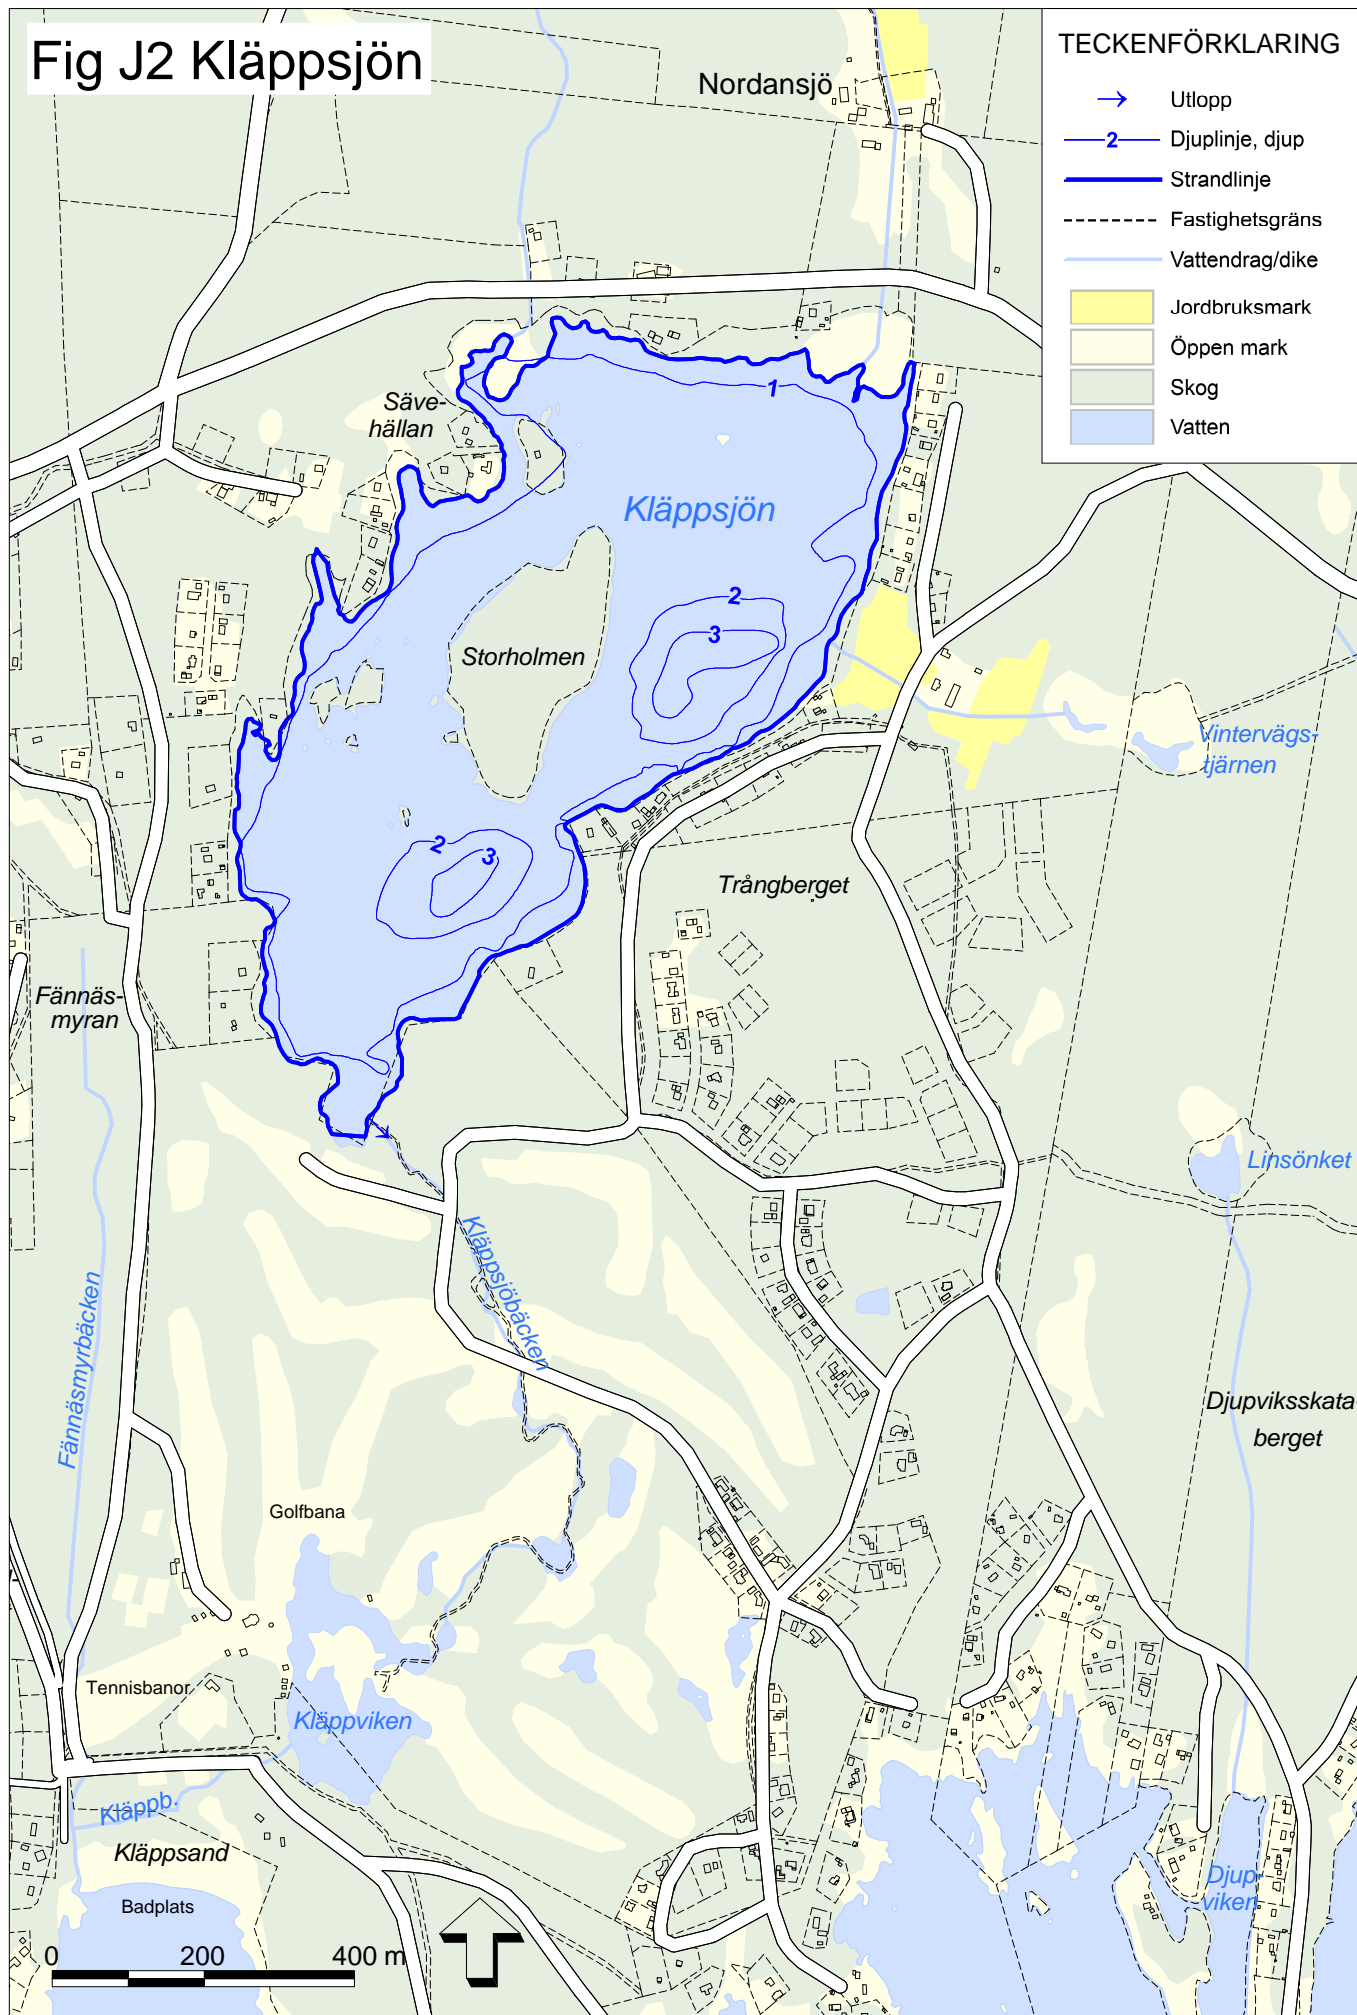 Fig J2 Kläppsjön
TECKENFÖRKLARING
Utlopp
2
Djuplinje, djup
Strandlinje
Fastighetsgräns
Vattendrag/dike
Jordbruksmark
Öppen mark
Skog
Vatten
Nordansjö
1
Säve-
hällan
Kläppsjön
2
3
Storholmen
Vintervägs-
tjärnen
2
3
Trångberget
Fännäs-
myran
Linsönket
Kläppsjöbäcken
Fännäsmyrbäcken
Djupviksskata-
berget
Golfbana
Tennisbanor
Kläppviken
Kläppb.
Kläppsand
Badplats
Djup-
viken
0 200 400 m